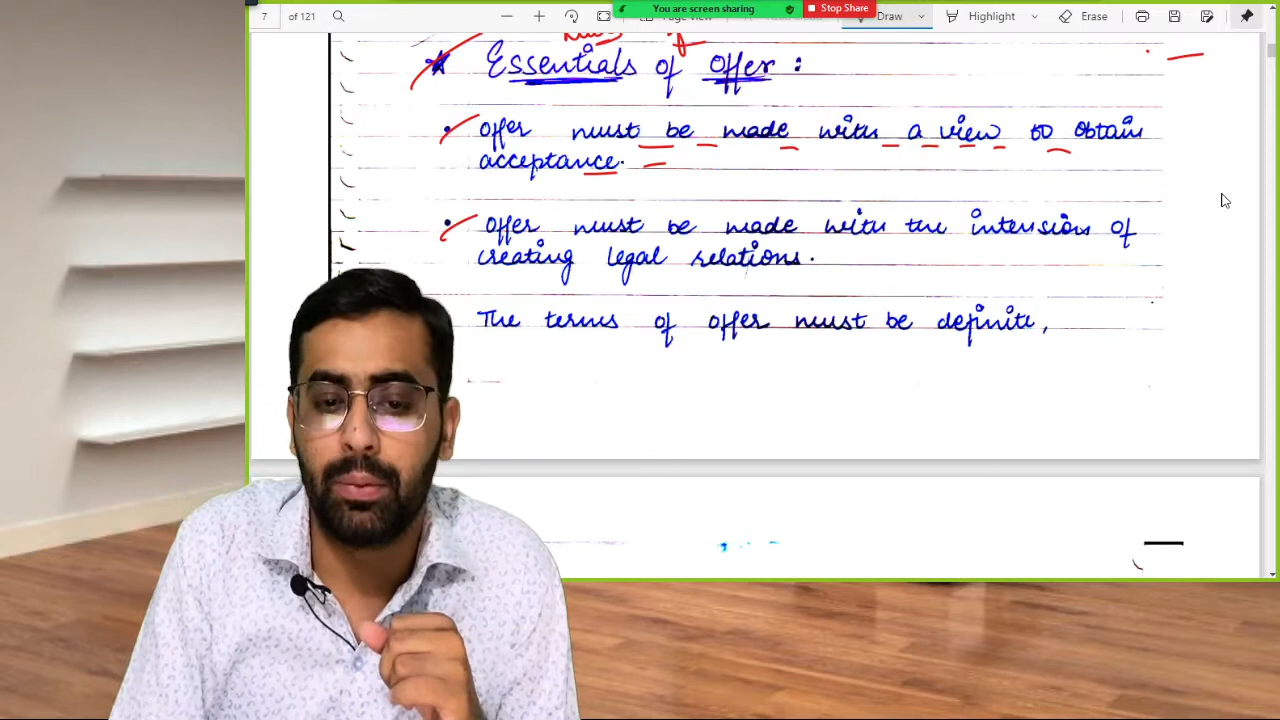 7 of 121
You are screen sharing
Stop Share
Draw
Highlight
Erase
Essentials of Offer :
• Offer must be made with a view to obtain
acceptance.
• Offer must be made with the intension of
creating legal relations.
The terms of offer must be definite,